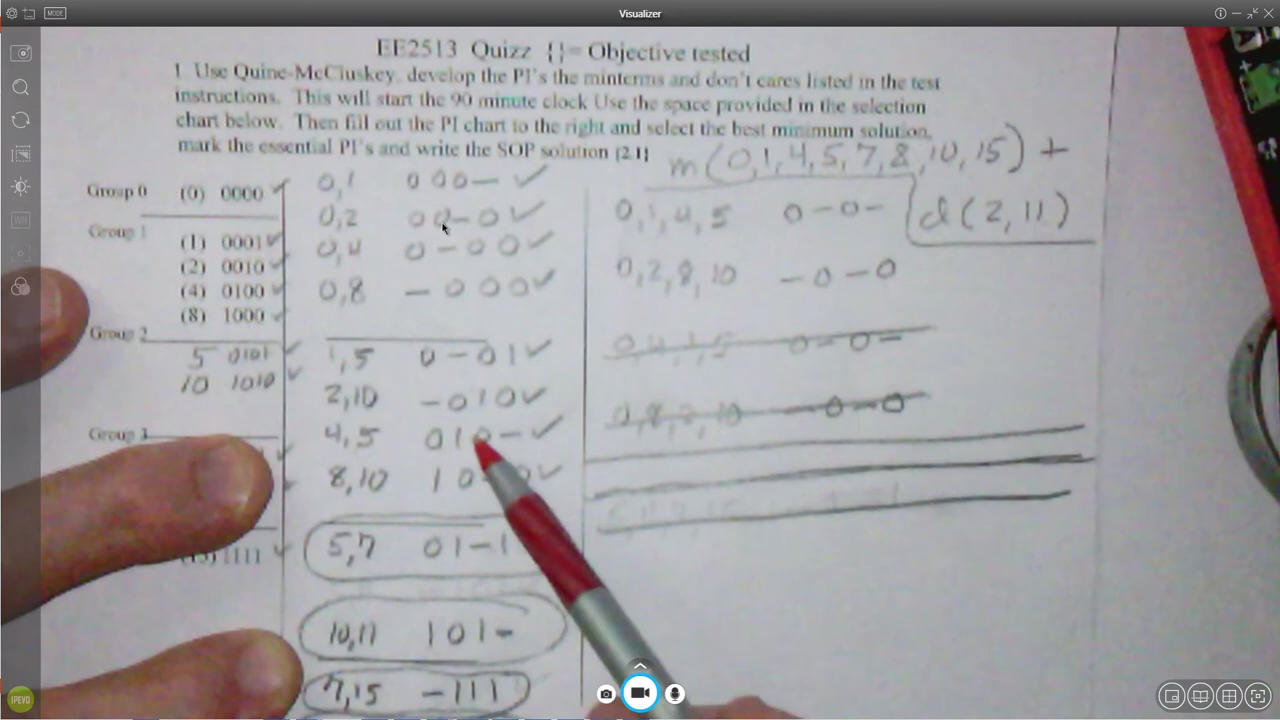 MODE
Visualizer
EE2513 Quizz {}= Objective tested
1. Use Quine-McCluskey, develop the PI's the minterms and don't cares listed in the test
instructions. This will start the 90 minute clock Use the space provided in the selection
chart below. Then fill out the PI chart to the right and select the best minimum solution,
mark the essential PI's and write the SOP solution [2.1]
m(0,1,4,5,7,8,10,15) +
d(2,11)
Group 0 (0) 0000 ✓
Group 1
(1) 0001 ✓
(2) 0010 ✓
(4) 0100 ✓
(8) 1000 ✓
Group 2
5 0101 ✓
10 1010 ✓
Group 3
1111 ✓
0,1 000– ✓
0,2 00–0 ✓
0,4 0–00 ✓
0,8 –000 ✓
1,5 0–01 ✓
2,10 –010 ✓
4,5 010– ✓
8,10 10 0 ✓
5,7 01–1
10,11 101–
7,15 –111
0,1,4,5 0–0–
0,2,8,10 –0–0
0,4,1,5 0–0–
0,8,2,10 –0–0
IPEVO